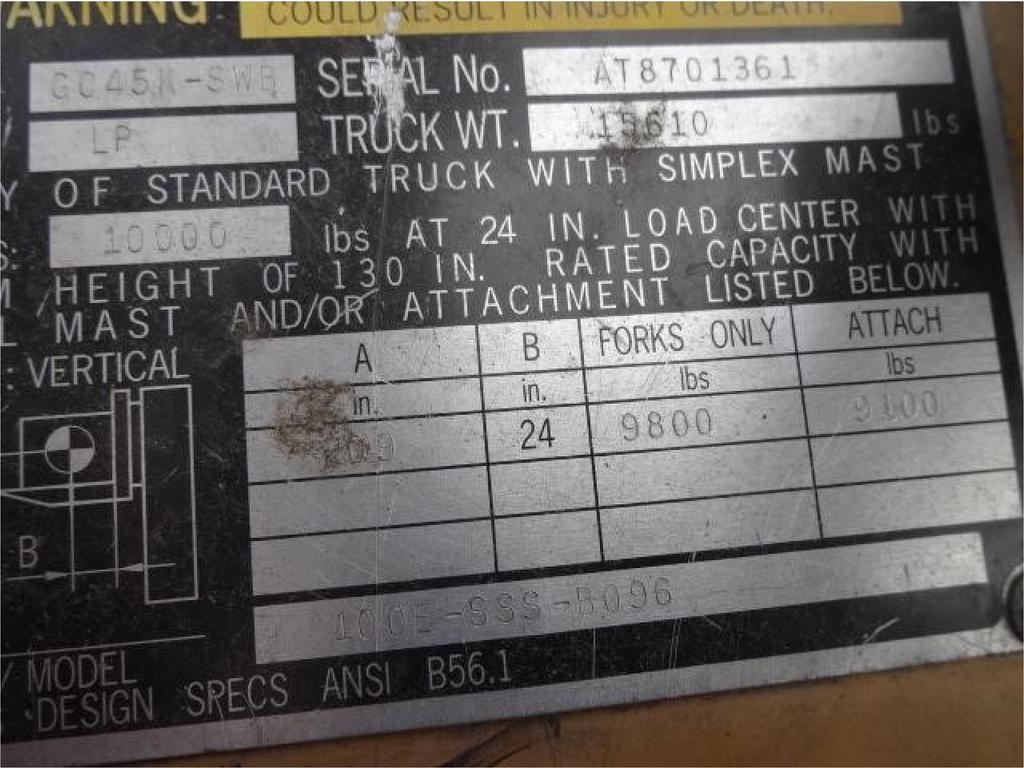 ARNING COULD RESULT IN INJURY OR DEATH.
GC45K-SWB SERIAL No. AT8701361
LP TRUCK WT. 15610 lbs
Y OF STANDARD TRUCK WITH SIMPLEX MAST
S: 10000 lbs AT 24 IN. LOAD CENTER WITH
M HEIGHT OF 130 IN. RATED CAPACITY WITH
L MAST AND/OR ATTACHMENT LISTED BELOW.
: VERTICAL
A B FORKS ONLY ATTACH
in. in. lbs lbs
24 9800 9100
B
100E-SSS-B096
/ MODEL
DESIGN SPECS ANSI B56.1